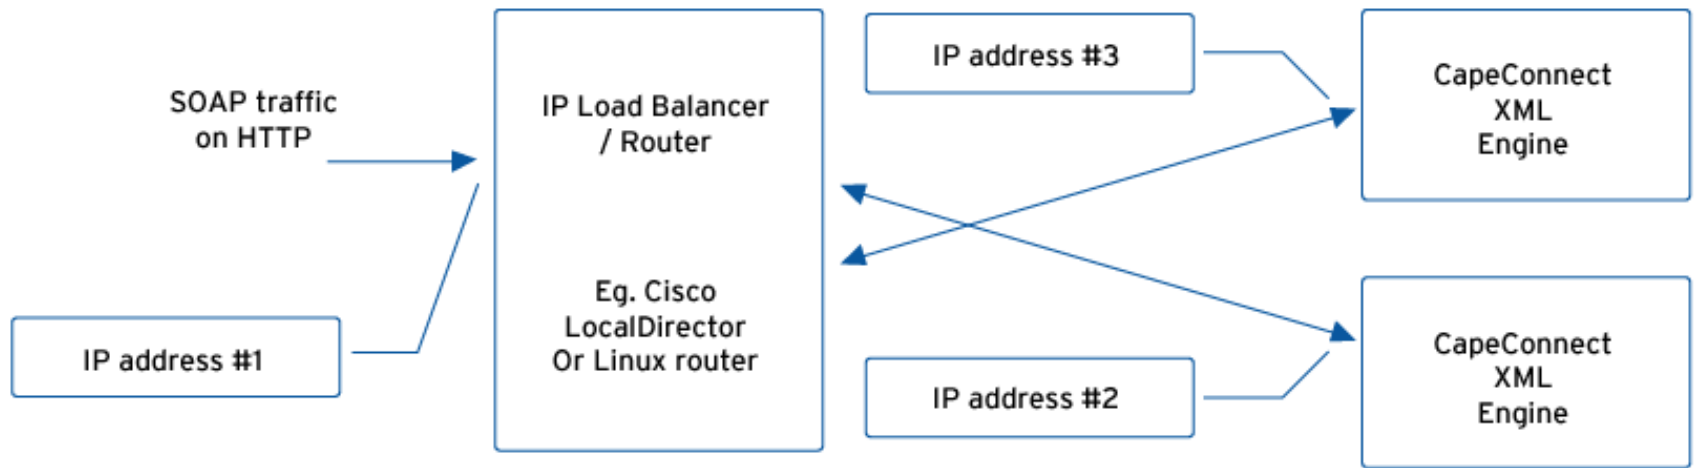 SOAP traffic
on HTTP
IP address #1
IP Load Balancer
/ Router
Eg. Cisco
LocalDirector
Or Linux router
IP address #3
IP address #2
CapeConnect
XML
Engine
CapeConnect
XML
Engine